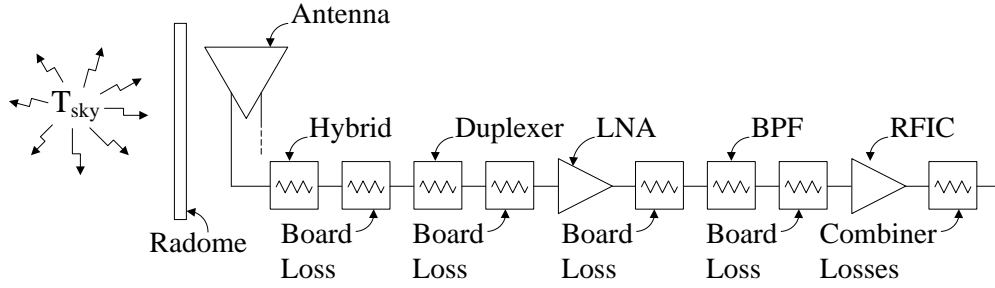 Antenna
T_sky
Hybrid
Duplexer
LNA
BPF
RFIC
Radome
Board
Loss
Board
Loss
Board
Loss
Board
Loss
Combiner
Losses